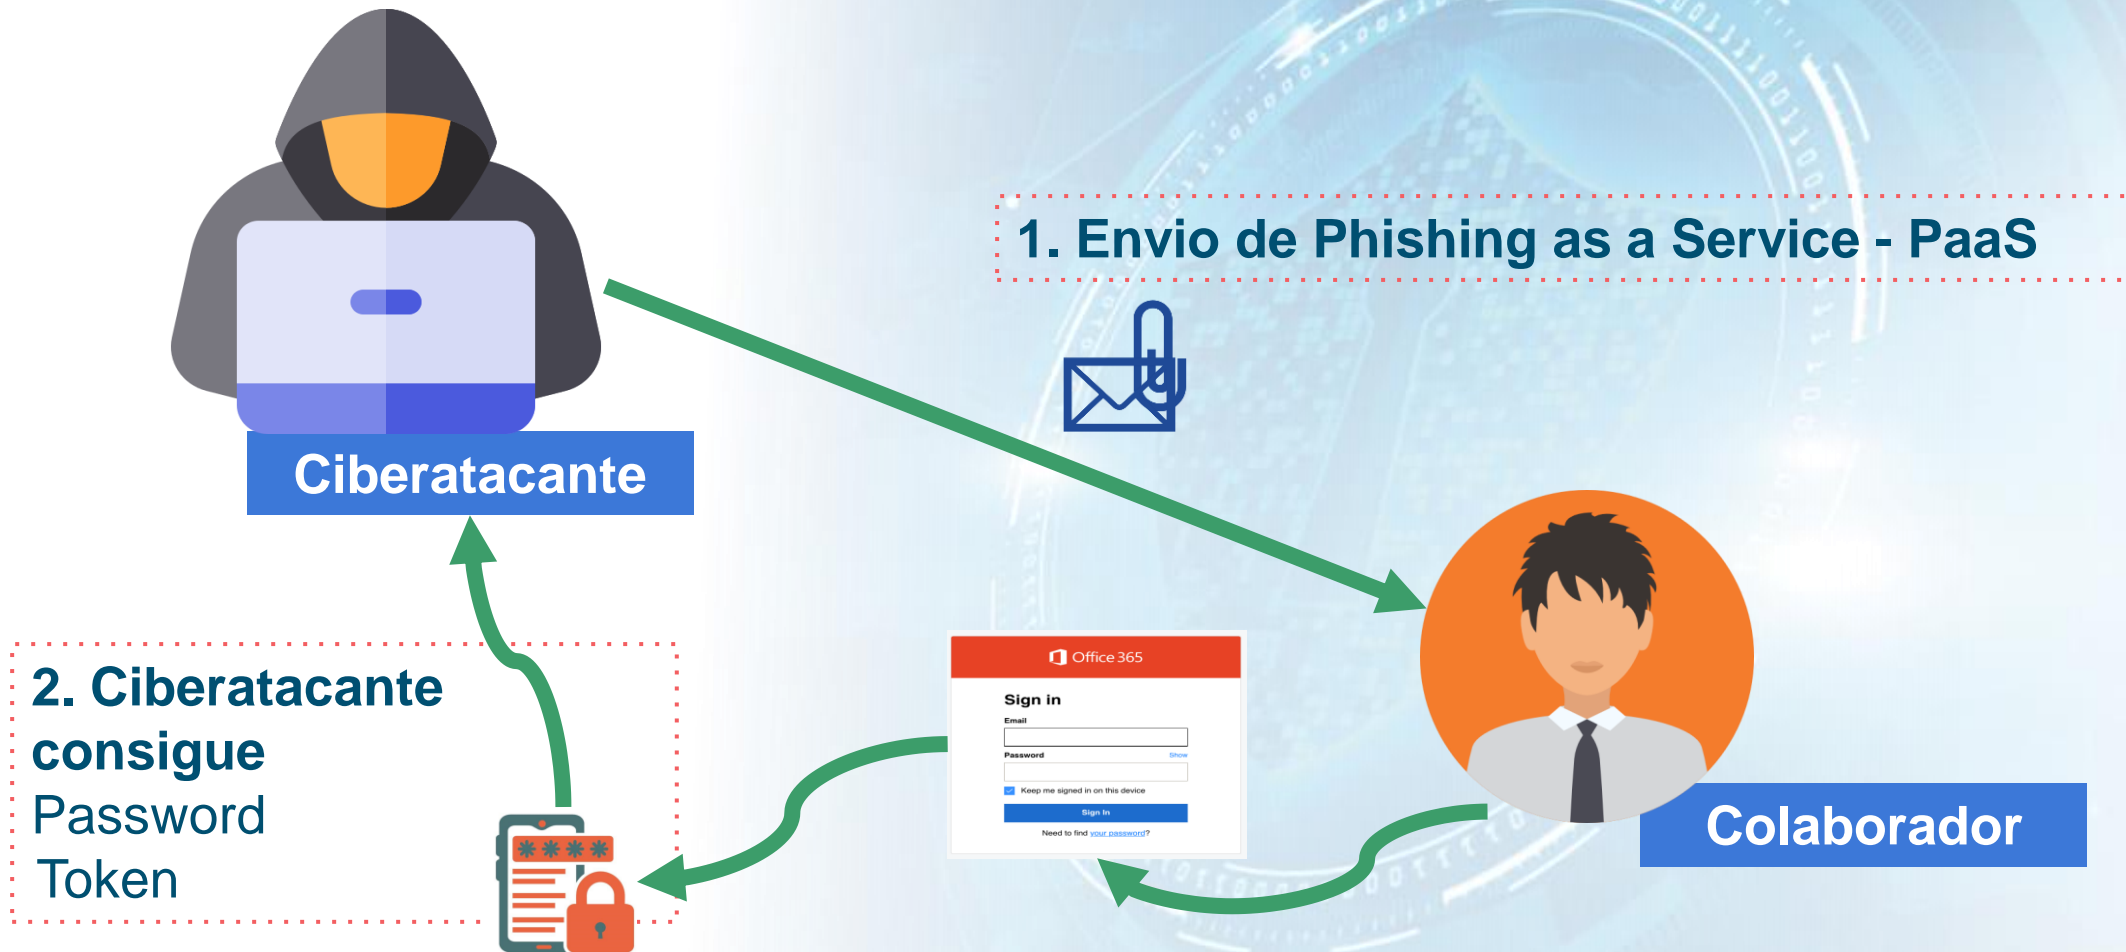 1. Envio de Phishing as a Service - PaaS
Ciberatacante
Office 365
Sign in
Email
Password
Show
Keep me signed in on this device
Sign In
Need to find your password?
2. Ciberatacante
consigue
Password
Token
Colaborador